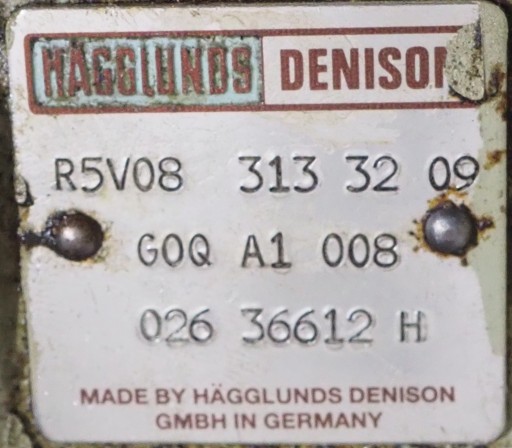 HÄGGLUNDS DENISON
R5V08 313 32 09
G0Q A1 008
026 36612 H
MADE BY HÄGGLUNDS DENISON
GMBH IN GERMANY